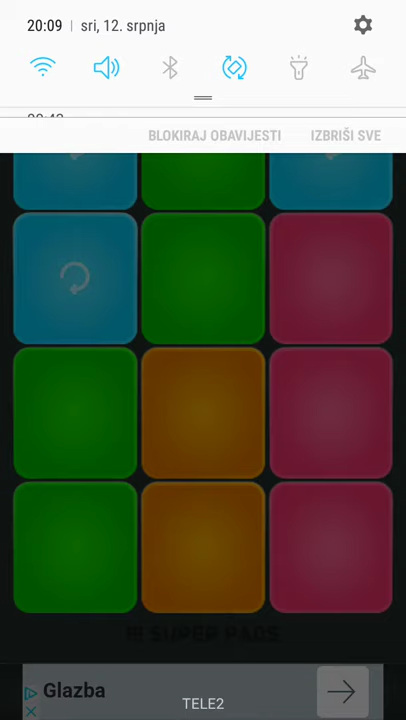 20:09 | sri, 12. srpnja
BLOKIRAJ OBAVIJESTI IZBRIŠI SVE
SUPER PADS
Glazba
TELE2